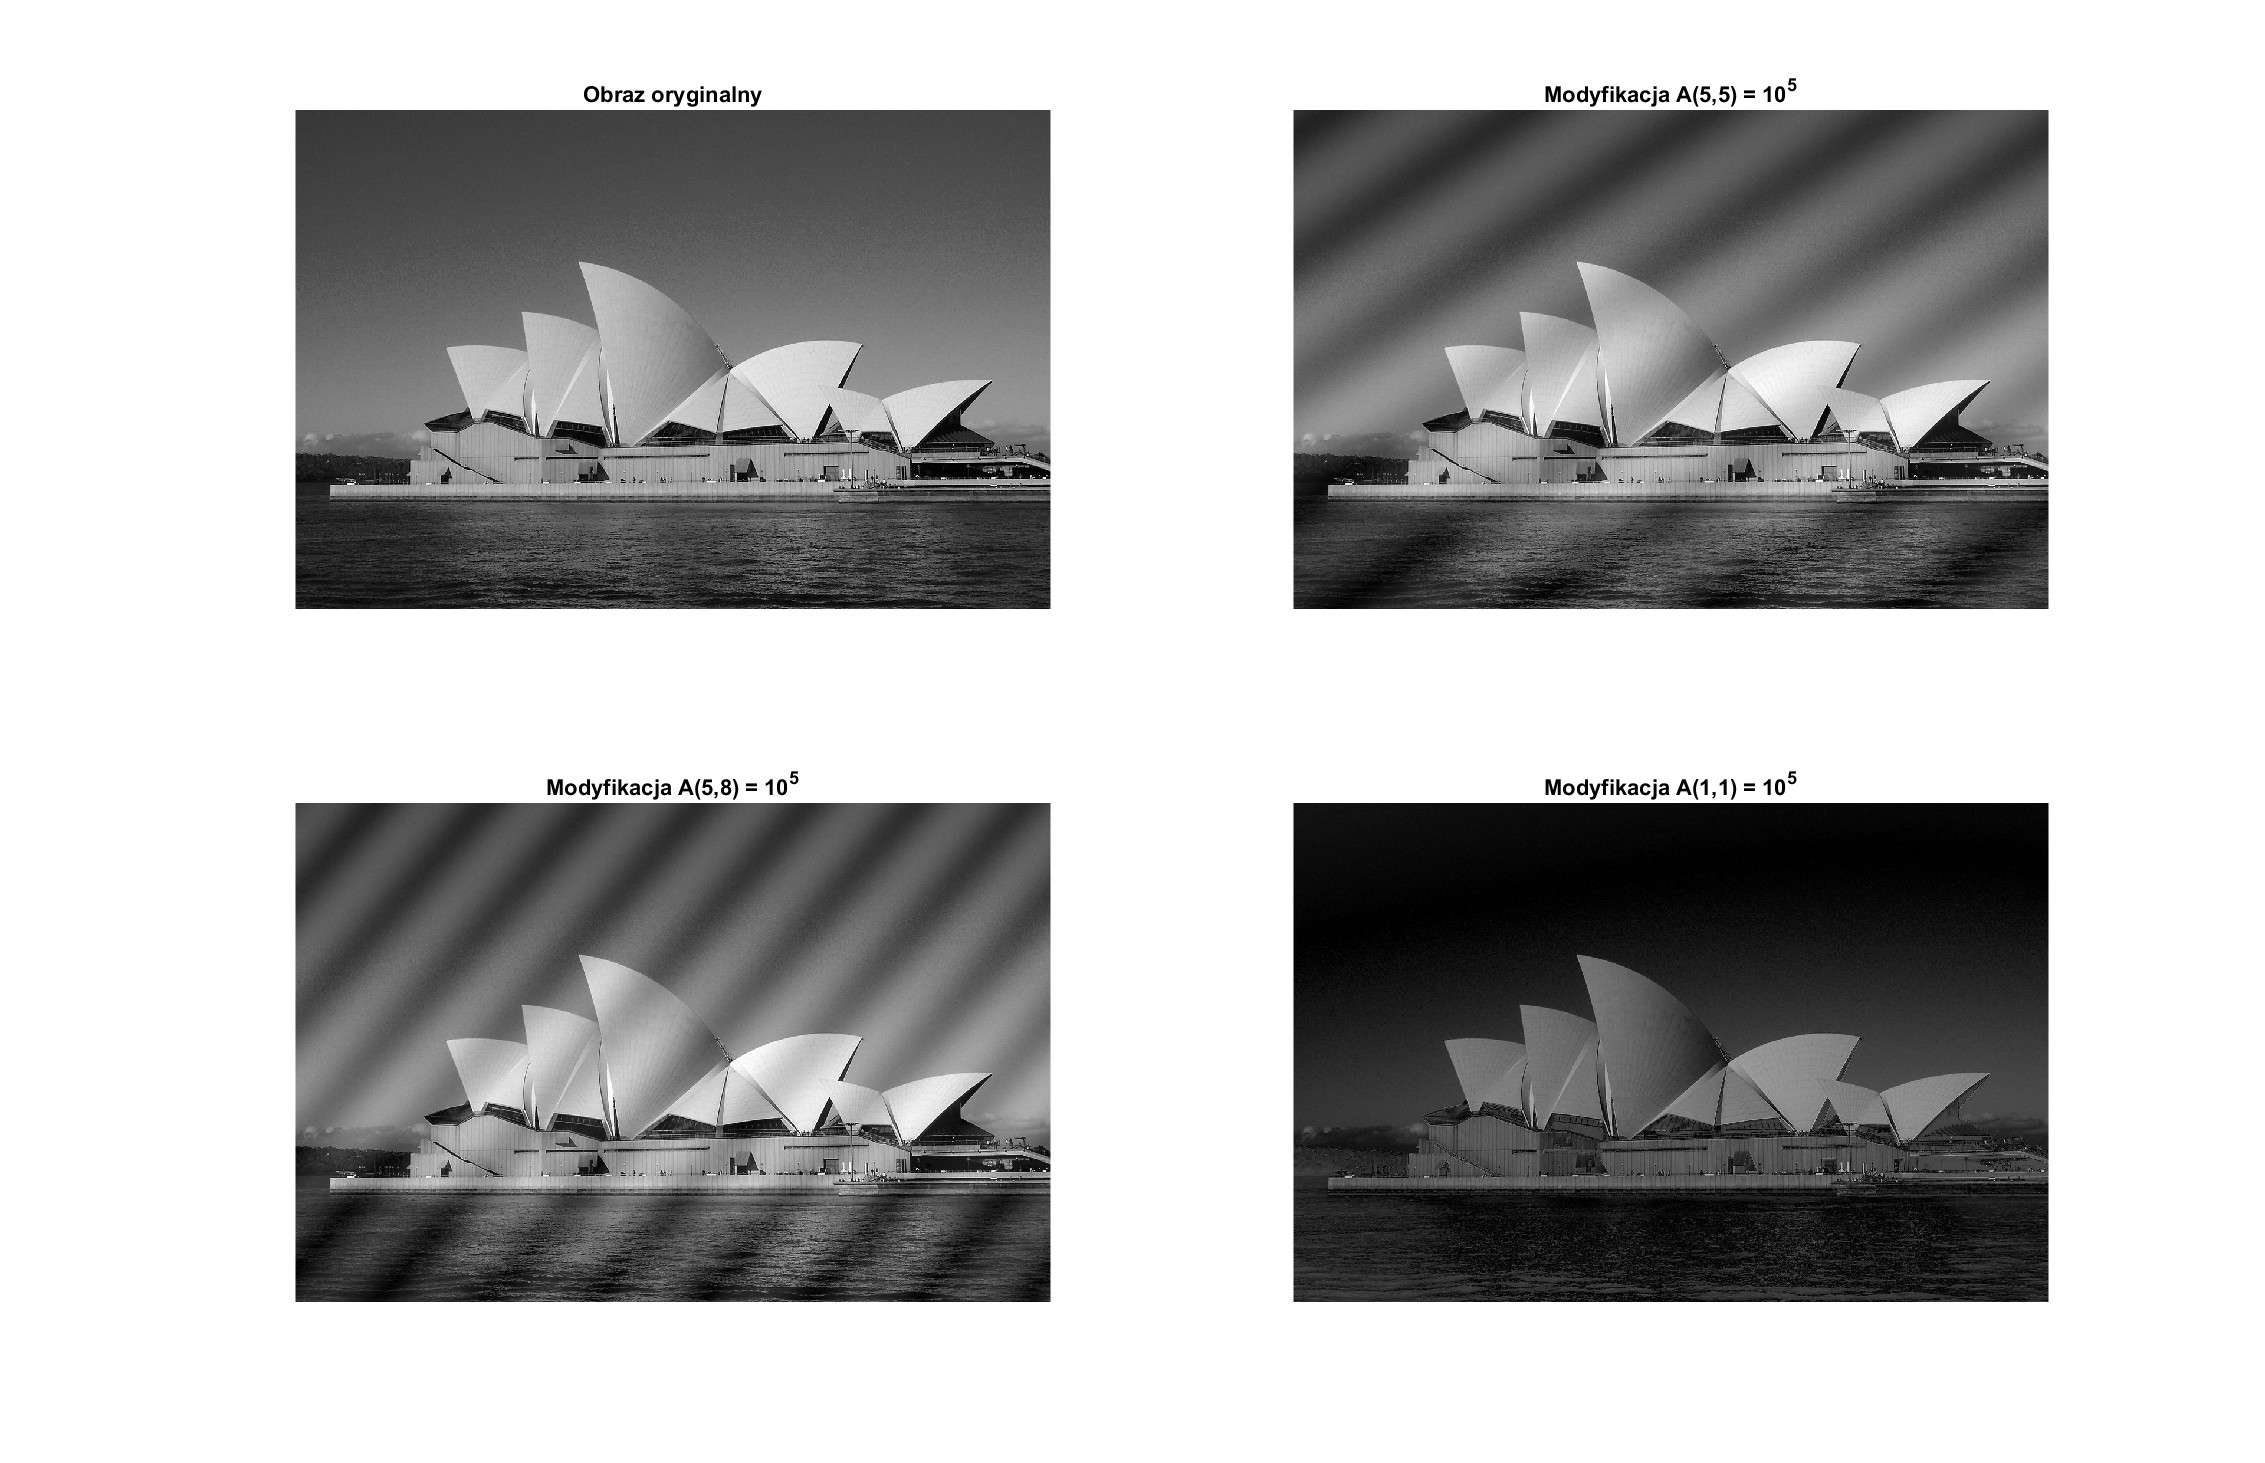 Obraz oryginalny
Modyfikacja A(5,5) = 10^5
Modyfikacja A(5,8) = 10^5
Modyfikacja A(1,1) = 10^5